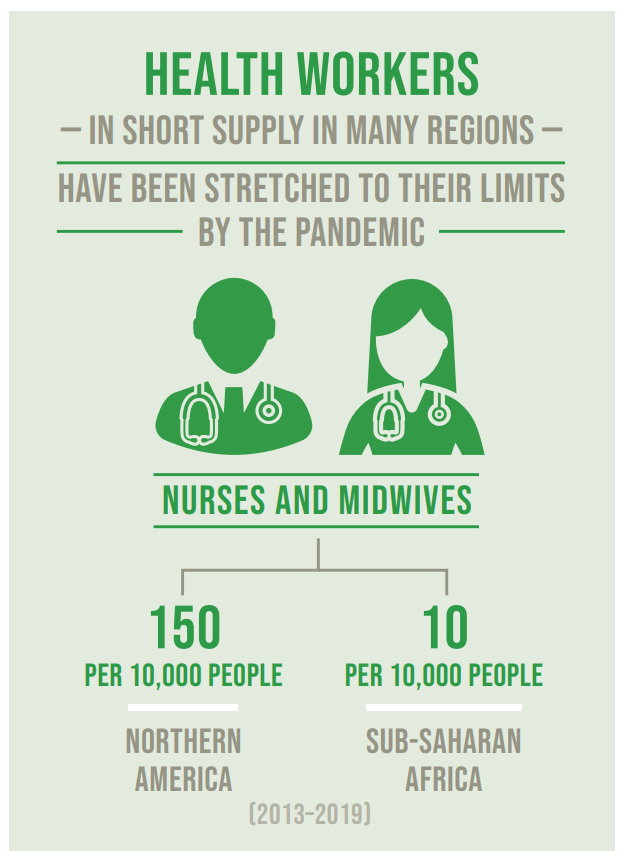 HEALTH WORKERS
– IN SHORT SUPPLY IN MANY REGIONS –
HAVE BEEN STRETCHED TO THEIR LIMITS
BY THE PANDEMIC
NURSES AND MIDWIVES
150
PER 10,000 PEOPLE
NORTHERN
AMERICA
10
PER 10,000 PEOPLE
SUB-SAHARAN
AFRICA
(2013–2019)